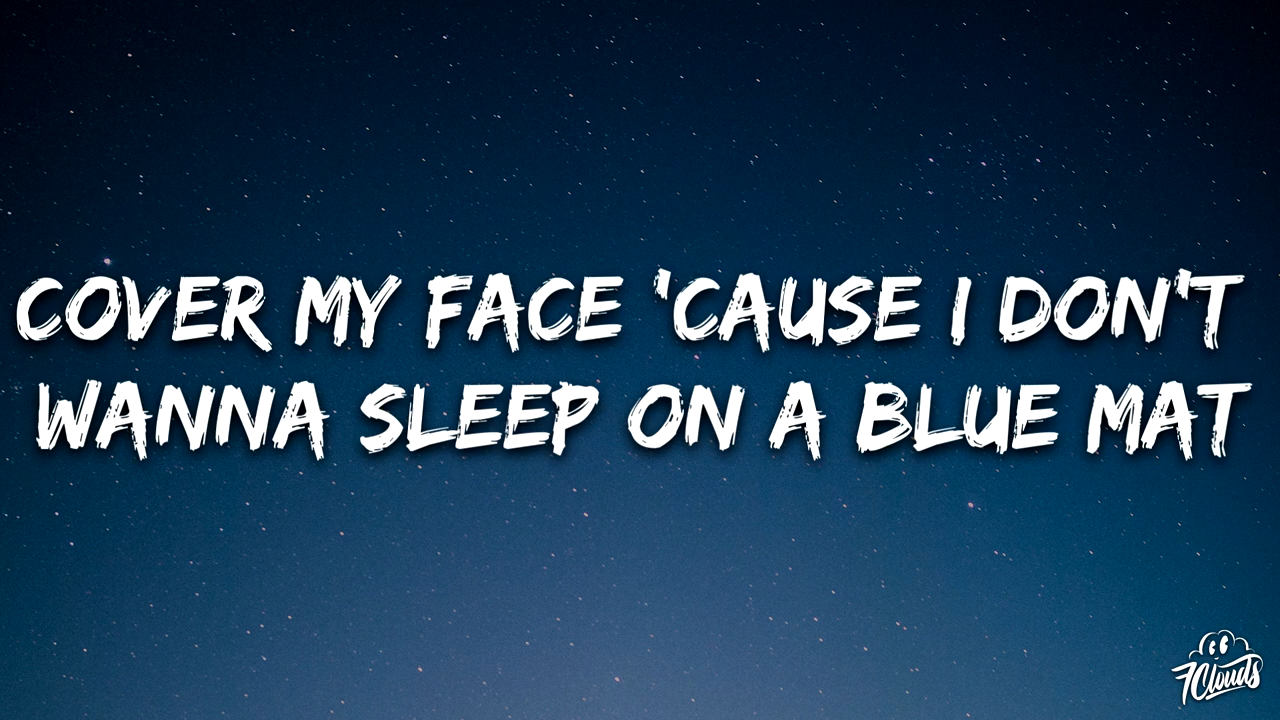 COVER MY FACE 'CAUSE I DON'T
WANNA SLEEP ON A BLUE MAT
7Clouds